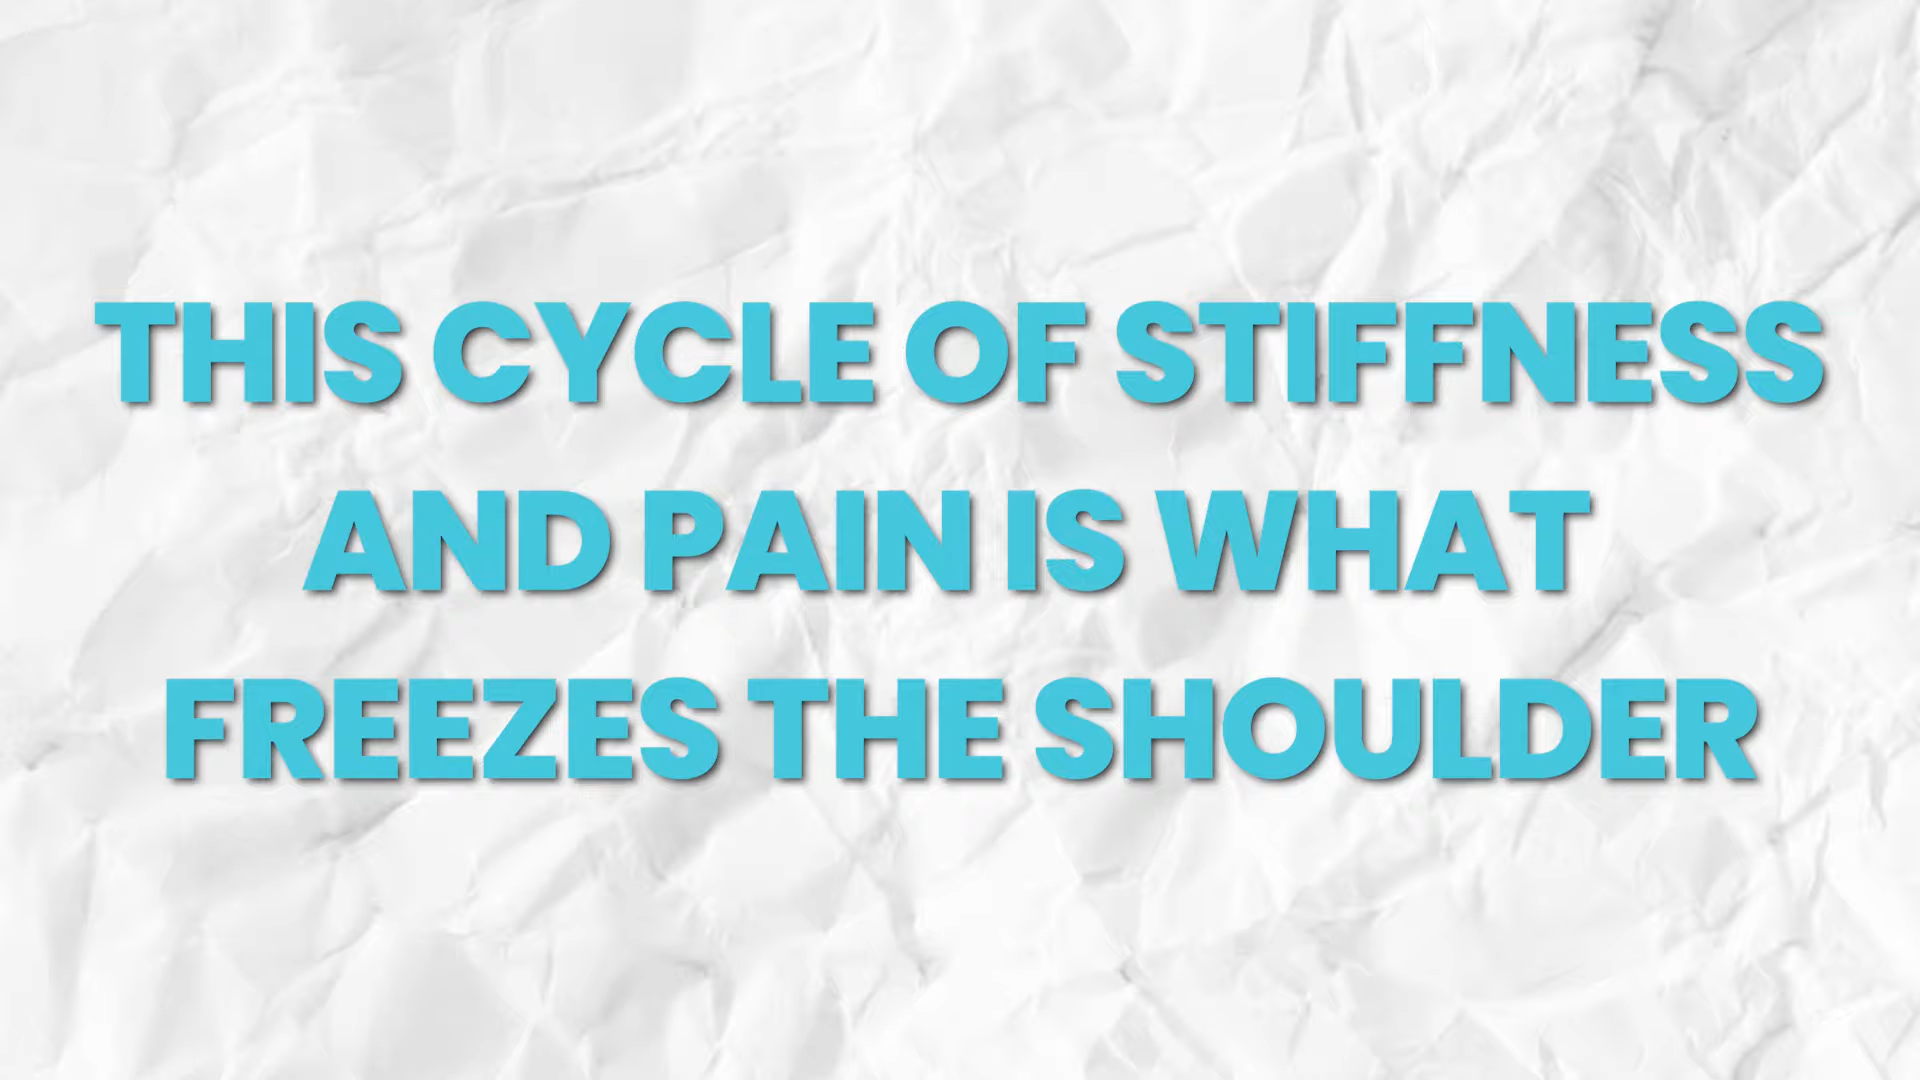 THIS CYCLE OF STIFFNESS
AND PAIN IS WHAT
FREEZES THE SHOULDER